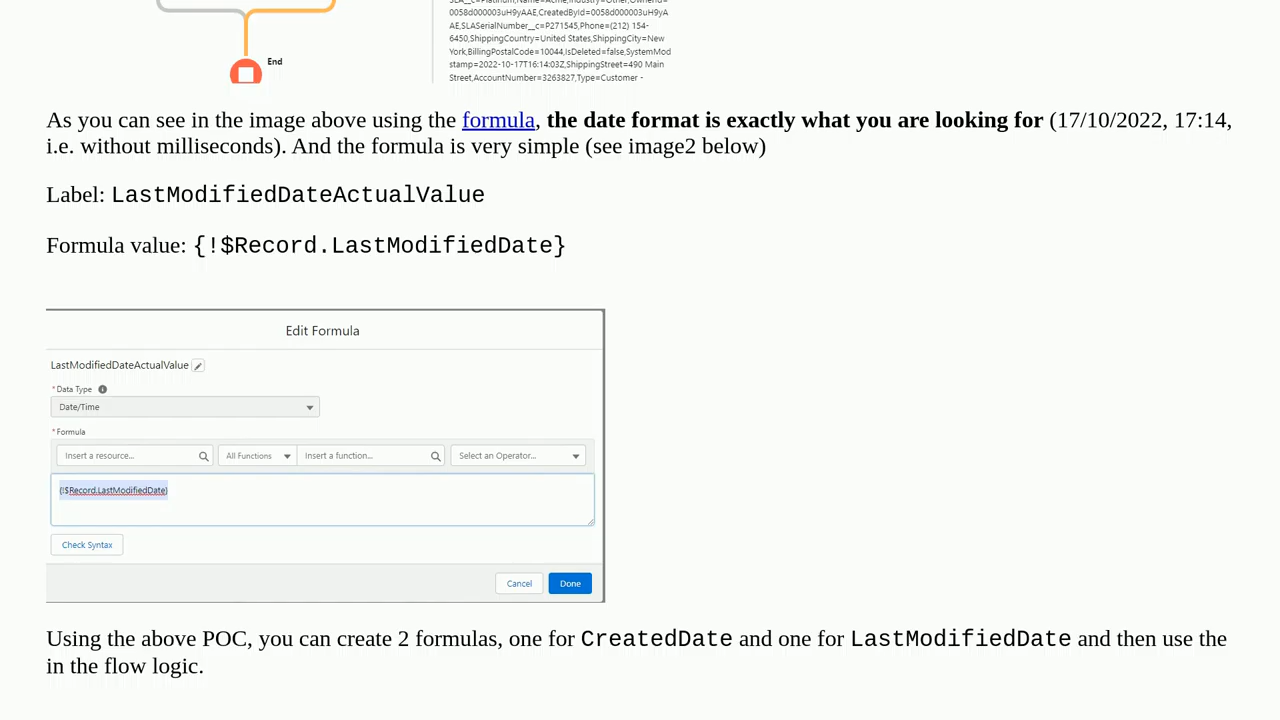 SLA__c=Platinum,Name=Acme,Industry=Other,OwnerId=
0058d000003uH9yAAE,CreatedById=0058d000003uH9yA
AE,SLASerialNumber__c=P271545,Phone=(212) 154-
6450,ShippingCountry=United States,ShippingCity=New
York,BillingPostalCode=10044,IsDeleted=false,SystemMod
stamp=2022-10-17T16:14:03Z,ShippingStreet=490 Main
Street,AccountNumber=3263827,Type=Customer -
End
As you can see in the image above using the formula, the date format is exactly what you are looking for (17/10/2022, 17:14,
i.e. without milliseconds). And the formula is very simple (see image2 below)
Label: LastModifiedDateActualValue
Formula value: {!$Record.LastModifiedDate}
Edit Formula
LastModifiedDateActualValue
* Data Type
Date/Time
* Formula
Insert a resource... All Functions Insert a function... Select an Operator...
{!$Record.LastModifiedDate}
Check Syntax
Cancel Done
Using the above POC, you can create 2 formulas, one for CreatedDate and one for LastModifiedDate and then use the
in the flow logic.